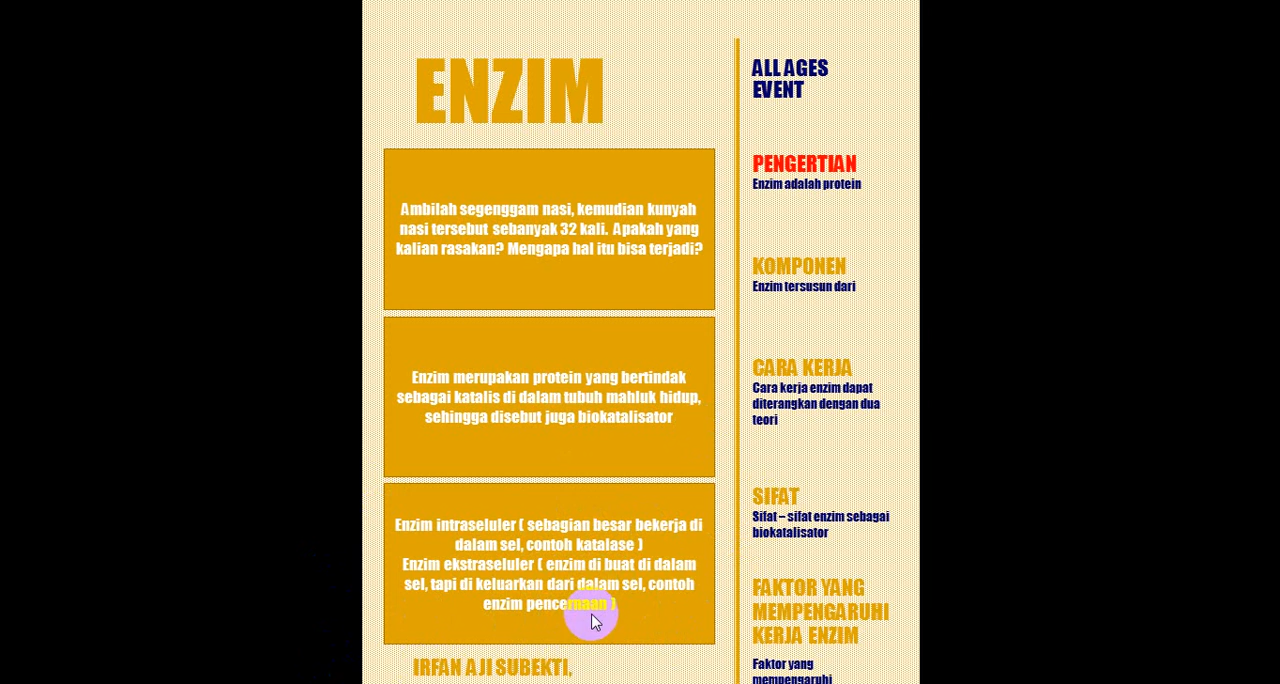 ENZIM
Ambilah segenggam nasi, kemudian kunyah
nasi tersebut sebanyak 32 kali. Apakah yang
kalian rasakan? Mengapa hal itu bisa terjadi?
Enzim merupakan protein yang bertindak
sebagai katalis di dalam tubuh mahluk hidup,
sehingga disebut juga biokatalisator
Enzim intraseluler ( sebagian besar bekerja di
dalam sel, contoh katalase )
Enzim ekstraseluler ( enzim di buat di dalam
sel, tapi di keluarkan dari dalam sel, contoh
enzim pencernaan )
IRFAN AJI SUBEKTI,
ALL AGES
EVENT
PENGERTIAN
Enzim adalah protein
KOMPONEN
Enzim tersusun dari
CARA KERJA
Cara kerja enzim dapat
diterangkan dengan dua
teori
SIFAT
Sifat – sifat enzim sebagai
biokatalisator
FAKTOR YANG
MEMPENGARUHI
KERJA ENZIM
Faktor yang
mempengaruhi